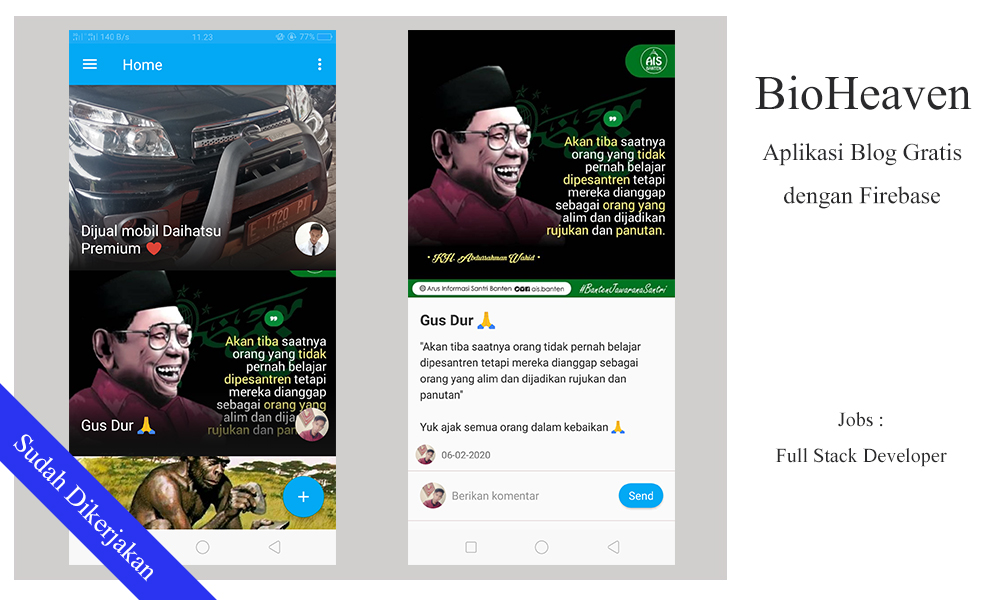 140 B/s 11.23 77%
Home
E 1720 PI
Dijual mobil Daihatsu
Premium ❤️
Akan tiba saatnya
orang yang tidak
pernah belajar
dipesantren tetapi
mereka dianggap
sebagai orang yang
alim dan dija
rujukan dan pan
Gus Dur 🙏
+
AIS
BANTEN
Akan tiba saatnya
orang yang tidak
pernah belajar
dipesantren tetapi
mereka dianggap
sebagai orang yang
alim dan dijadikan
rujukan dan panutan.
• KH. Abdurrahman Wahid •
Arus Informasi Santri Banten ais.banten
#BantenJawaranaSantri
Gus Dur 🙏
"Akan tiba saatnya orang tidak pernah belajar
dipesantren tetapi mereka dianggap sebagai
orang yang alim dan dijadikan rujukan dan
panutan"
Yuk ajak semua orang dalam kebaikan 🙏
06-02-2020
Berikan komentar
Send
BioHeaven
Aplikasi Blog Gratis
dengan Firebase
Jobs :
Full Stack Developer
Sudah Dikerjakan